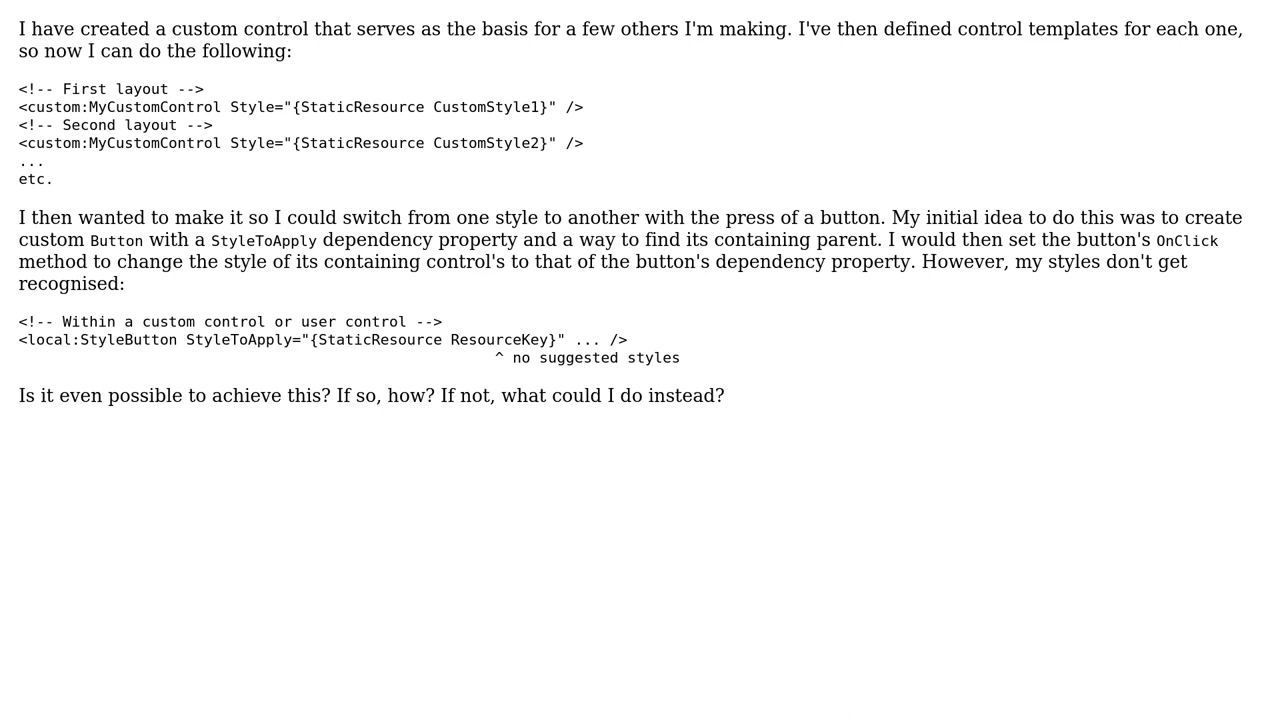 I have created a custom control that serves as the basis for a few others I'm making. I've then defined control templates for each one,
so now I can do the following:
<!-- First layout -->
<custom:MyCustomControl Style="{StaticResource CustomStyle1}" />
<!-- Second layout -->
<custom:MyCustomControl Style="{StaticResource CustomStyle2}" />
...
etc.
I then wanted to make it so I could switch from one style to another with the press of a button. My initial idea to do this was to create
custom Button with a StyleToApply dependency property and a way to find its containing parent. I would then set the button's OnClick
method to change the style of its containing control's to that of the button's dependency property. However, my styles don't get
recognised:
<!-- Within a custom control or user control -->
<local:StyleButton StyleToApply="{StaticResource ResourceKey}" ... />
^ no suggested styles
Is it even possible to achieve this? If so, how? If not, what could I do instead?